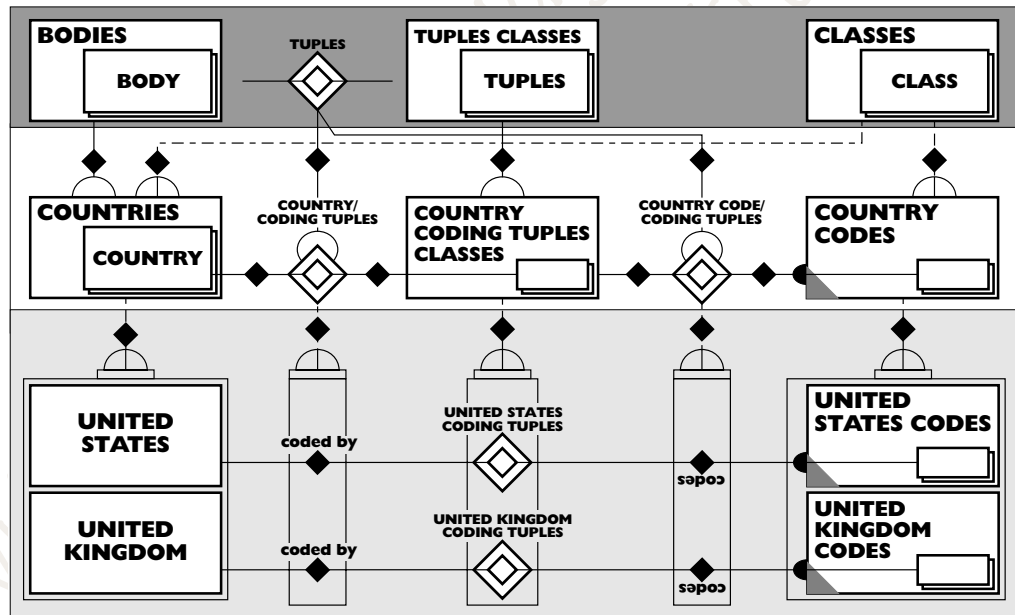 BODIES
BODY
TUPLES
TUPLES CLASSES
TUPLES
CLASSES
CLASS
COUNTRIES
COUNTRY
COUNTRY/
CODING TUPLES
COUNTRY
CODING TUPLES
CLASSES
COUNTRY CODE/
CODING TUPLES
COUNTRY
CODES
UNITED
STATES
coded by
UNITED STATES
CODING TUPLES
codes
UNITED
STATES CODES
UNITED
KINGDOM
coded by
UNITED KINGDOM
CODING TUPLES
codes
UNITED
KINGDOM
CODES